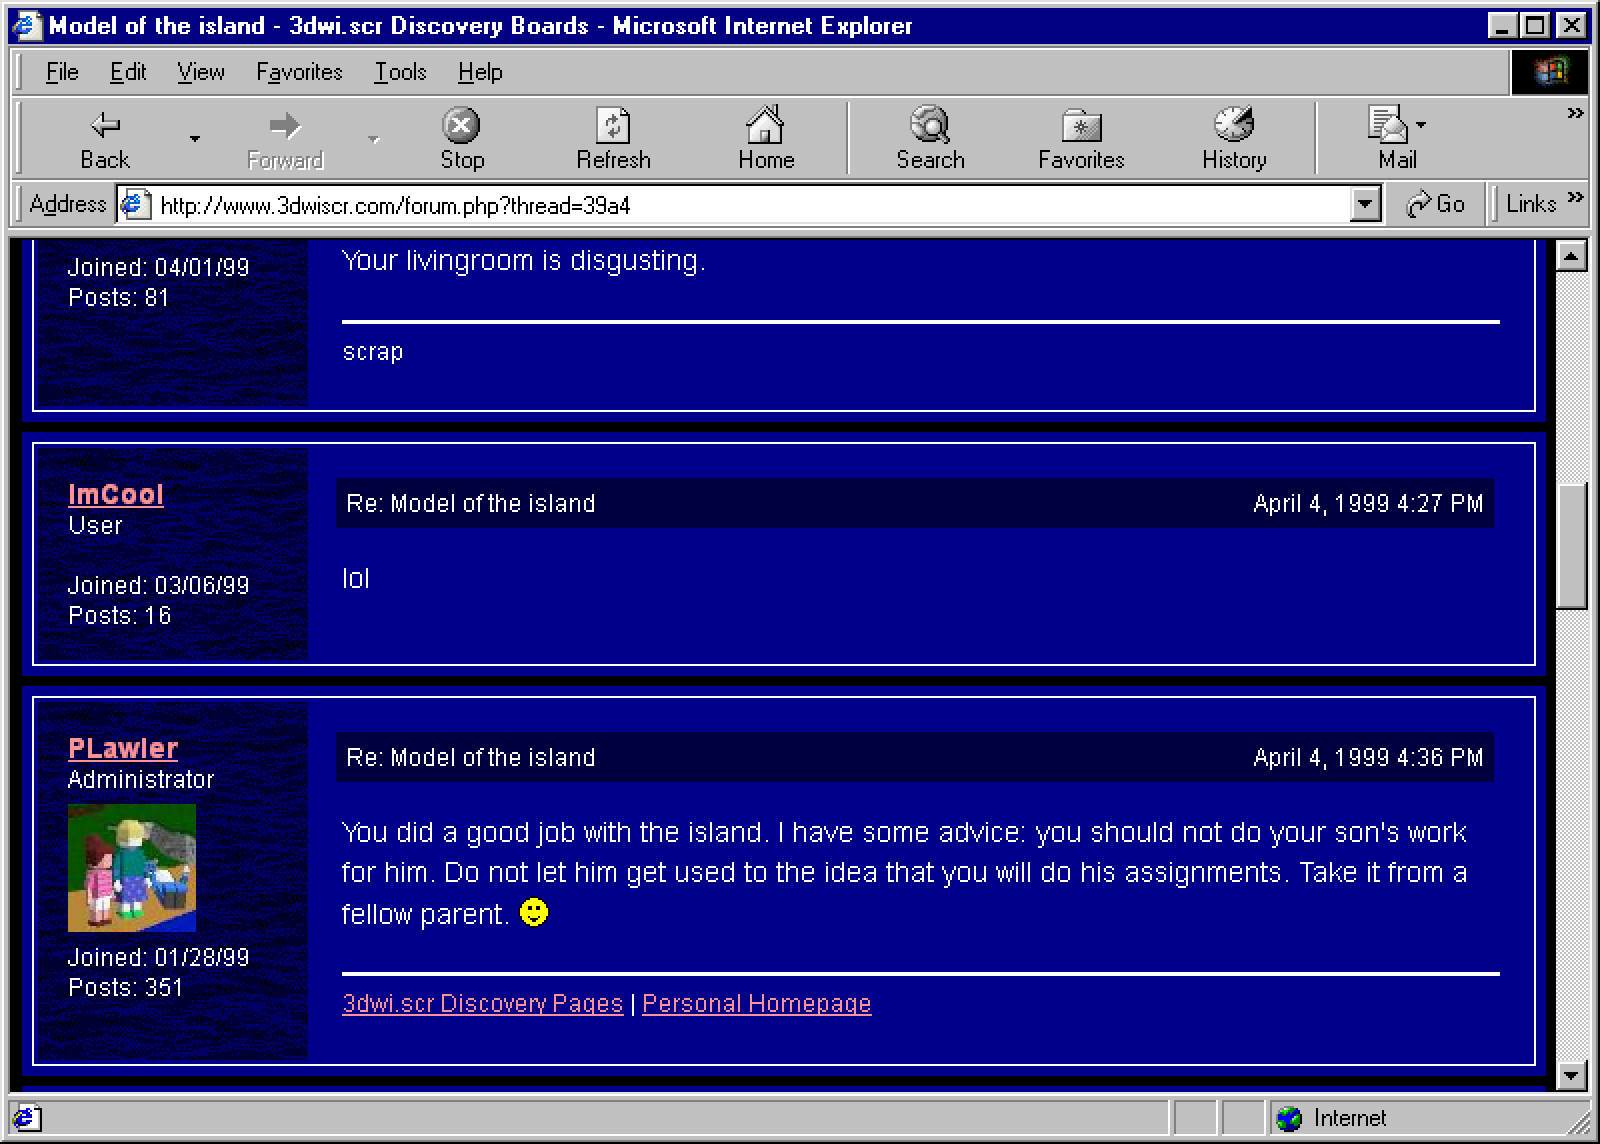 Model of the island - 3dwi.scr Discovery Boards - Microsoft Internet Explorer
File Edit View Favorites Tools Help
Back Forward Stop Refresh Home Search Favorites History Mail »
Address http://www.3dwiscr.com/forum.php?thread=39a4 Go Links »
Joined: 04/01/99
Posts: 81
Your livingroom is disgusting.
scrap
ImCool
User
Joined: 03/06/99
Posts: 16
Re: Model of the island April 4, 1999 4:27 PM
lol
PLawler
Administrator
Joined: 01/28/99
Posts: 351
Re: Model of the island April 4, 1999 4:36 PM
You did a good job with the island. I have some advice: you should not do your son's work
for him. Do not let him get used to the idea that you will do his assignments. Take it from a
fellow parent.
3dwi.scr Discovery Pages | Personal Homepage
Internet